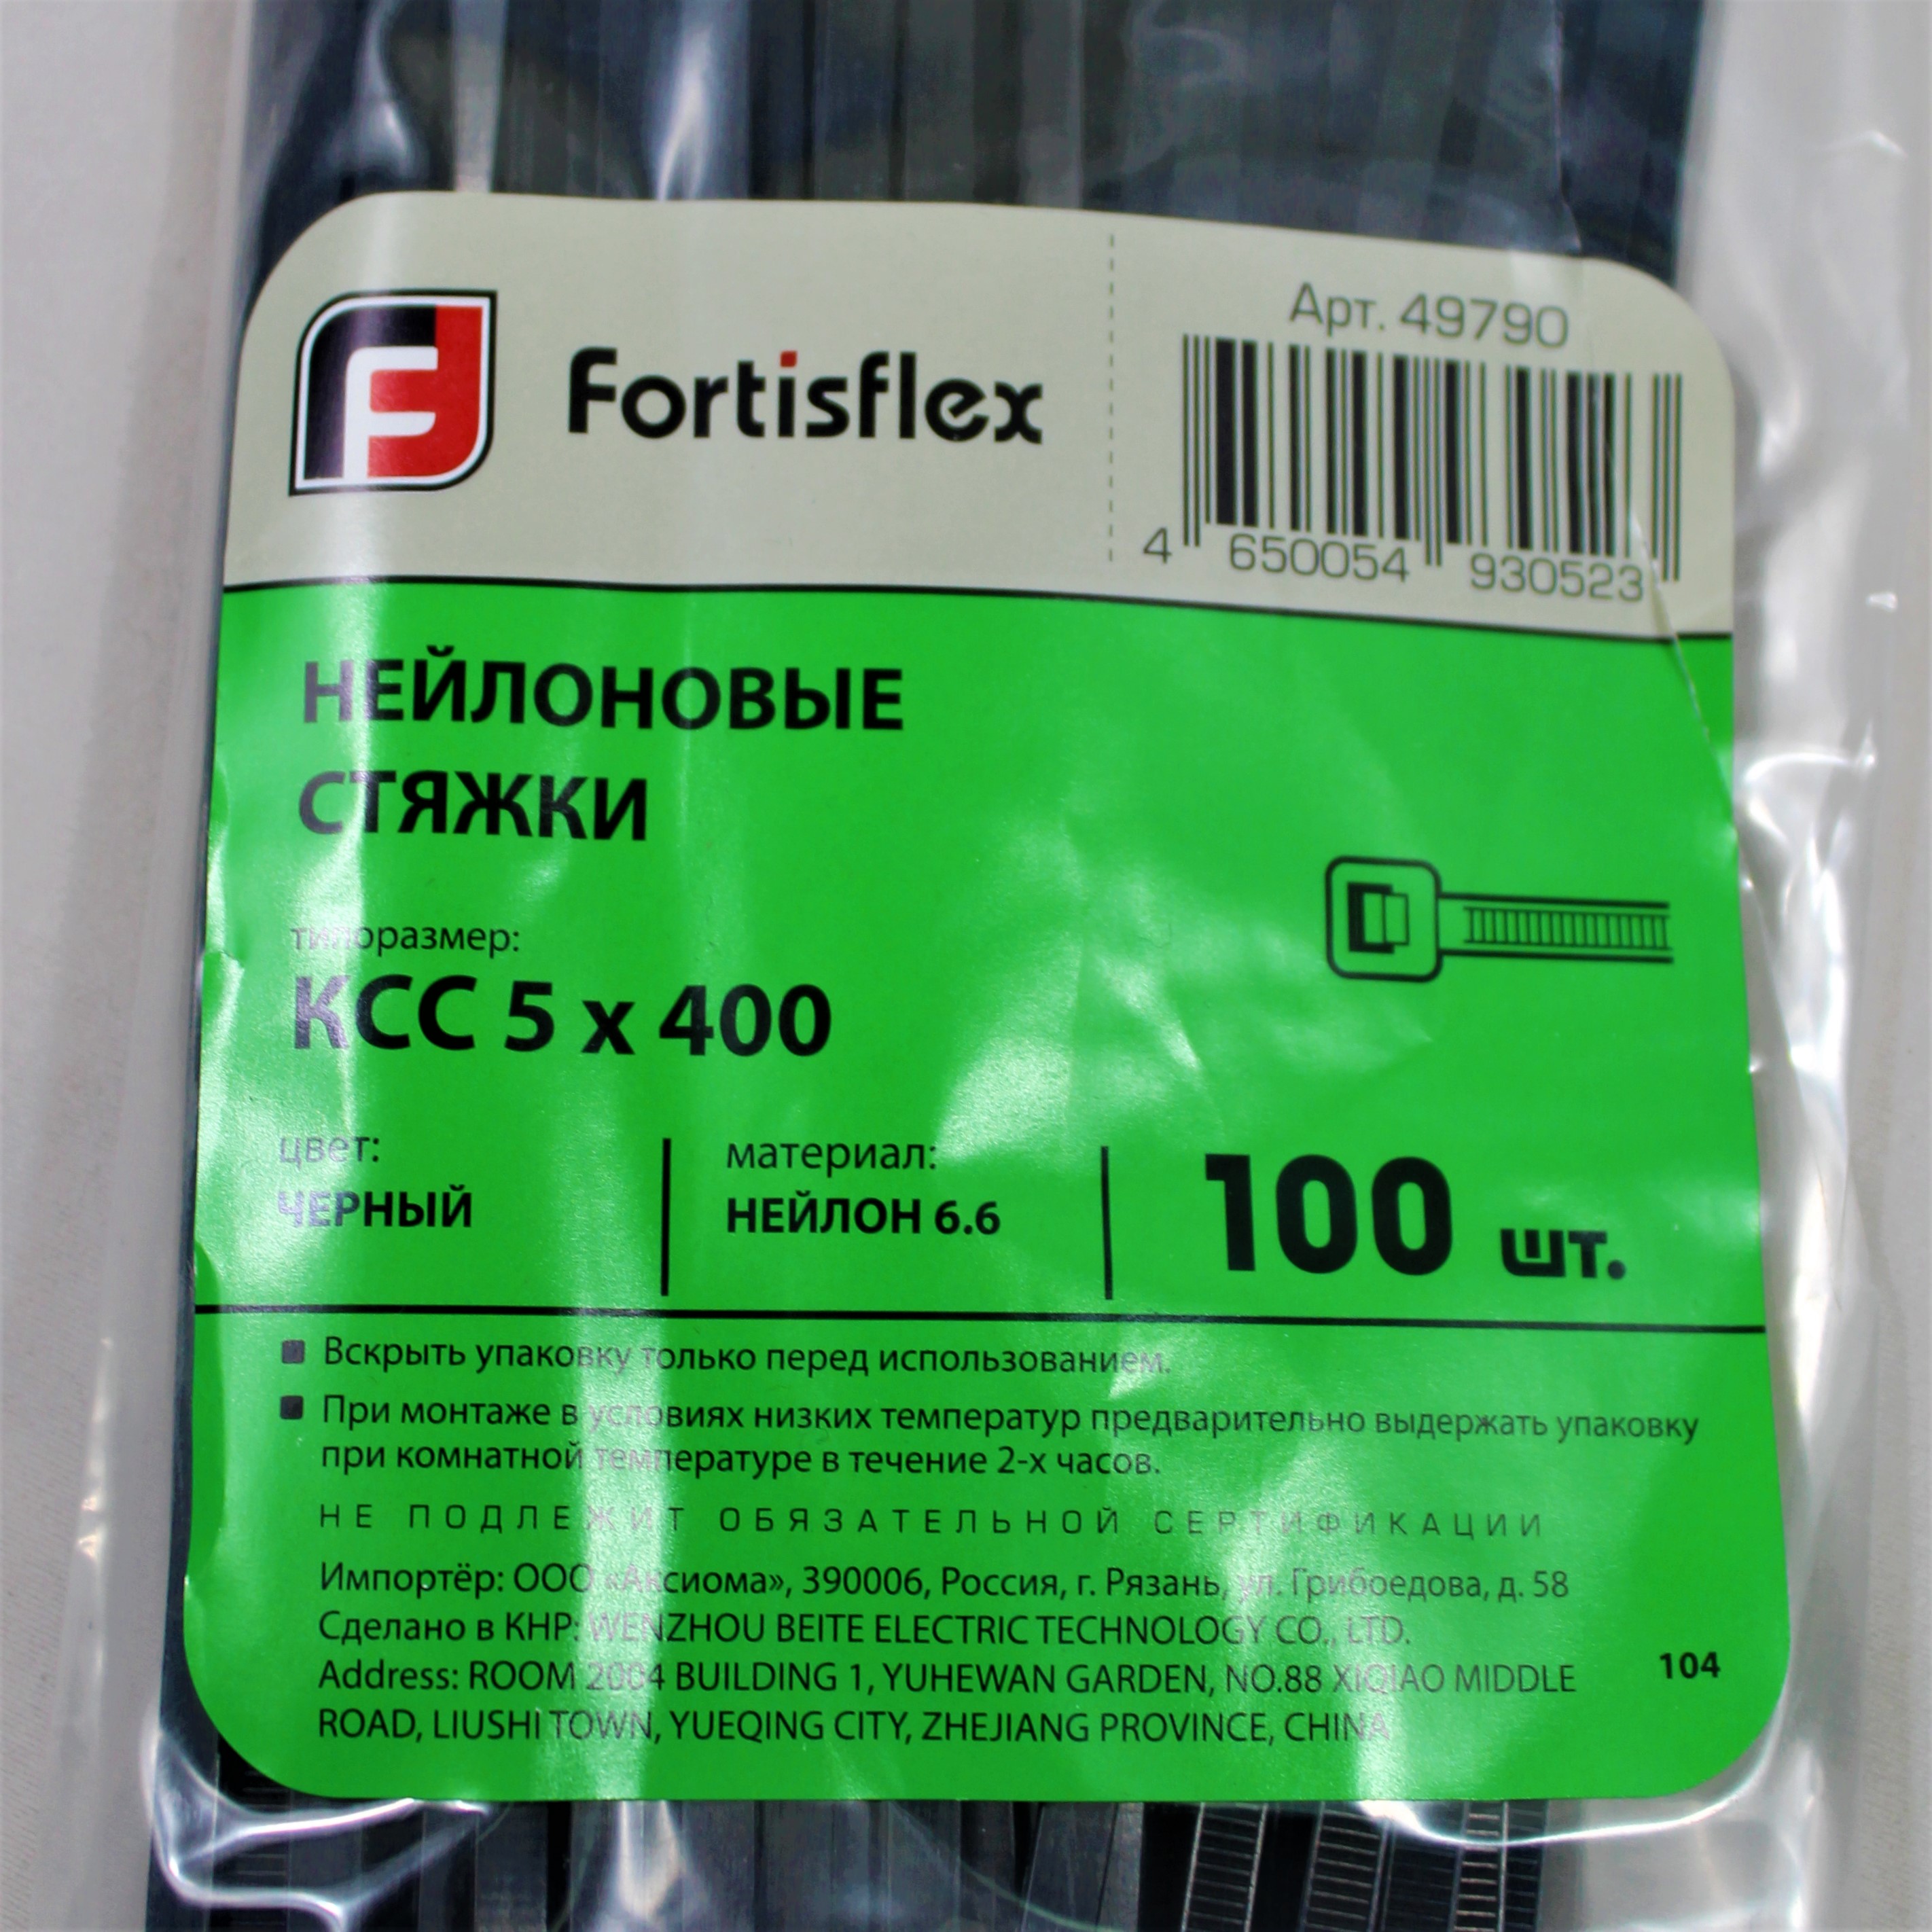 Fortisflex
Арт. 49790
4 650054 930523
НЕЙЛОНОВЫЕ
СТЯЖКИ
типоразмер:
КСС 5 x 400
цвет:
ЧЕРНЫЙ
материал:
НЕЙЛОН 6.6
100 шт.
Вскрыть упаковку только перед использованием.
При монтаже в условиях низких температур предварительно выдержать упаковку
при комнатной температуре в течение 2-х часов.
НЕ ПОДЛЕЖИТ ОБЯЗАТЕЛЬНОЙ СЕРТИФИКАЦИИ
Импортёр: ООО «Аксиома», 390006, Россия, г. Рязань, ул. Грибоедова, д. 58
Сделано в КНР: WENZHOU BEITE ELECTRIC TECHNOLOGY CO., LTD.
Address: ROOM 2004 BUILDING 1, YUHEWAN GARDEN, NO.88 XIQIAO MIDDLE
ROAD, LIUSHI TOWN, YUEQING CITY, ZHEJIANG PROVINCE, CHINA
104